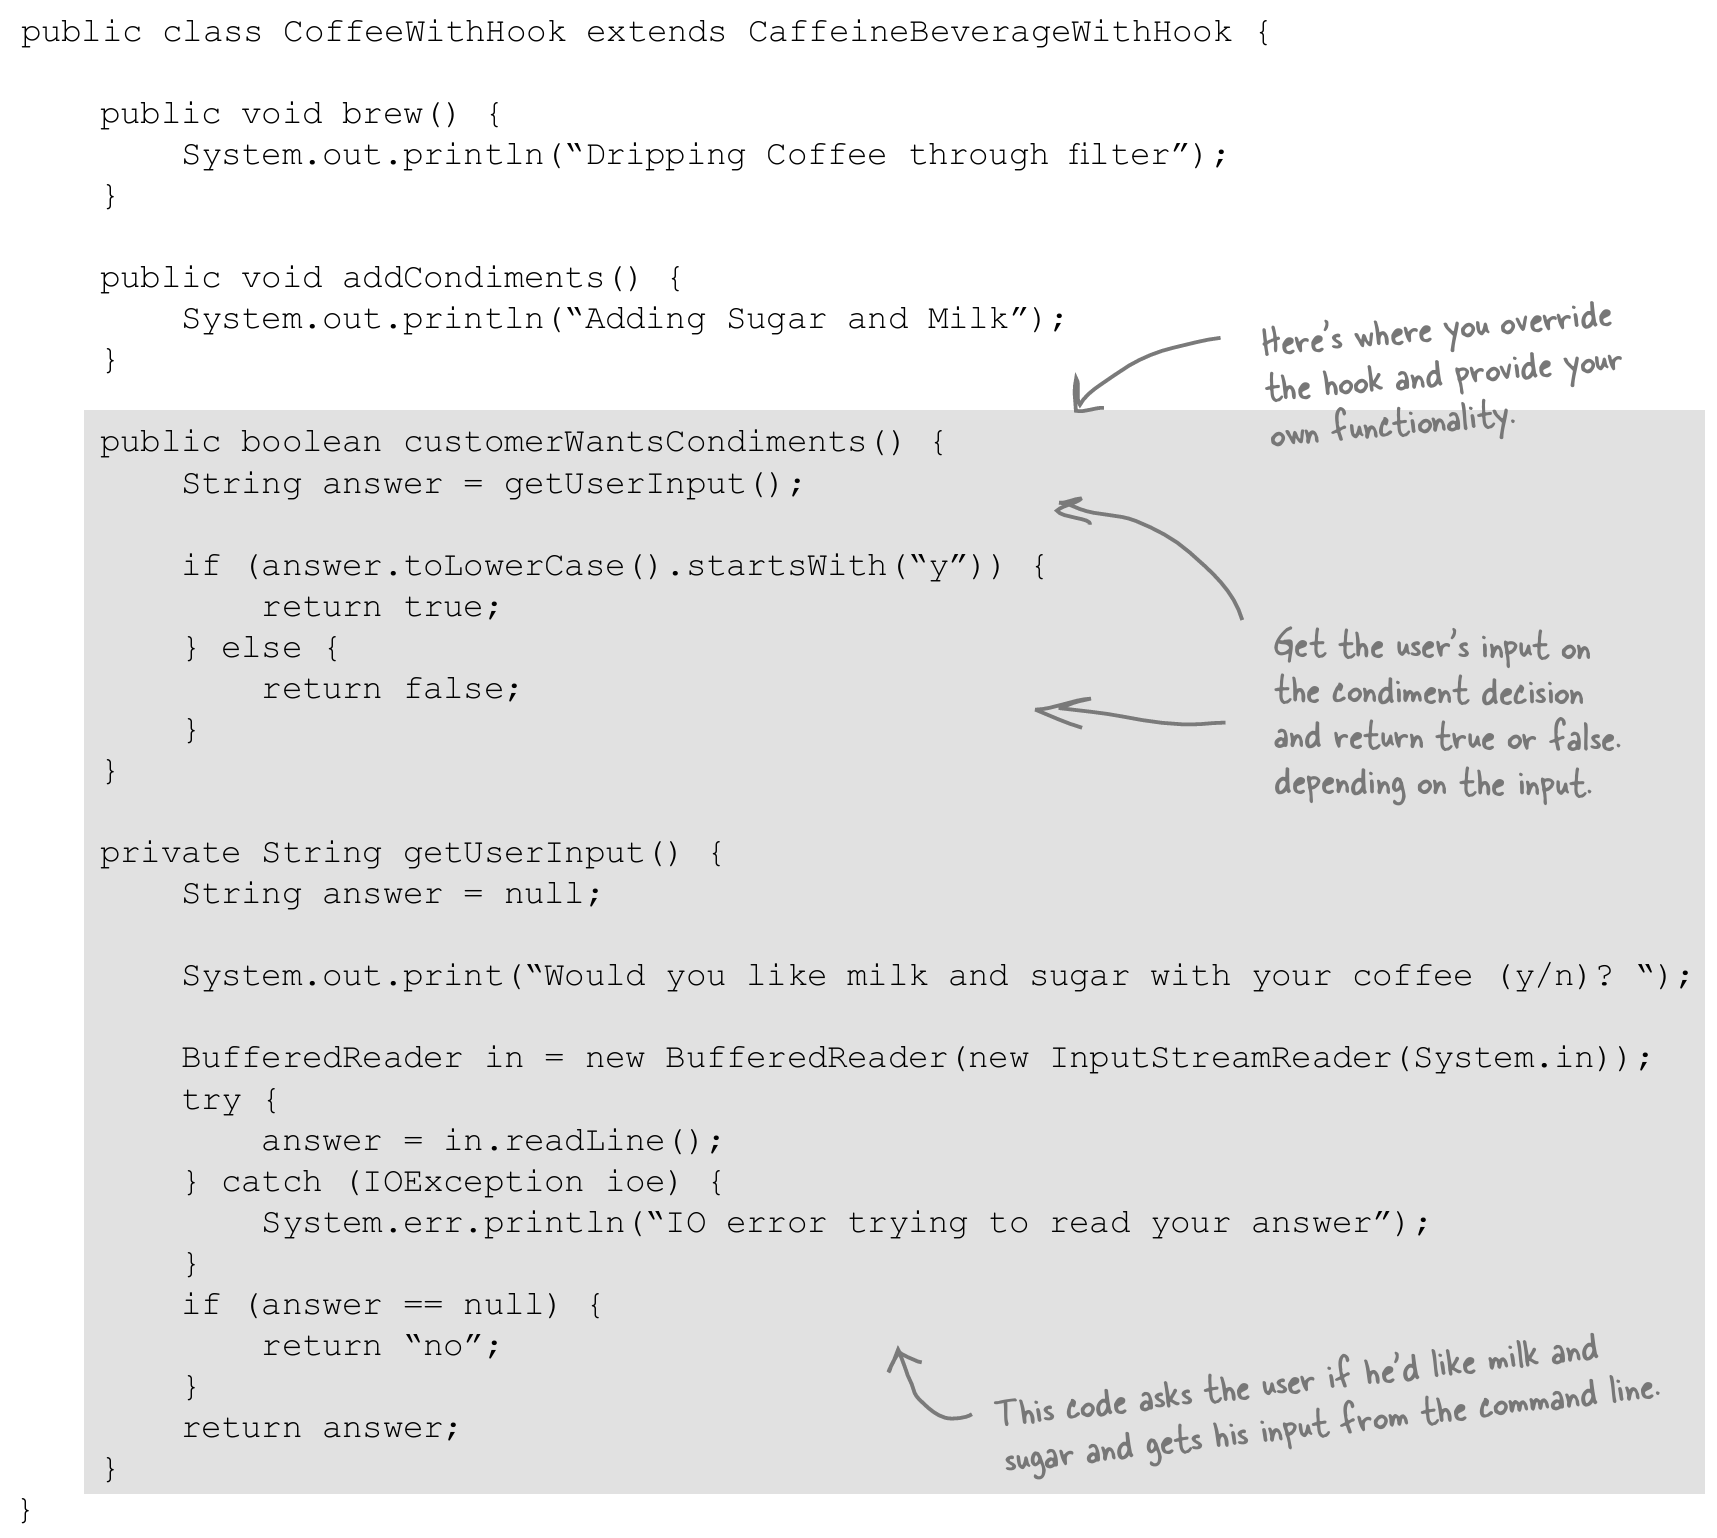 public class CoffeeWithHook extends CaffeineBeverageWithHook {
public void brew() {
System.out.println(“Dripping Coffee through filter”);
}
public void addCondiments() {
System.out.println(“Adding Sugar and Milk”);
}
Here's where you override
the hook and provide your
own functionality.
public boolean customerWantsCondiments() {
String answer = getUserInput();
if (answer.toLowerCase().startsWith(“y”)) {
return true;
} else {
return false;
}
}
Get the user's input on
the condiment decision
and return true or false.
depending on the input.
private String getUserInput() {
String answer = null;
System.out.print(“Would you like milk and sugar with your coffee (y/n)? “);
BufferedReader in = new BufferedReader(new InputStreamReader(System.in));
try {
answer = in.readLine();
} catch (IOException ioe) {
System.err.println(“IO error trying to read your answer”);
}
if (answer == null) {
return “no”;
}
return answer;
}
This code asks the user if he'd like milk and
sugar and gets his input from the command line.
}